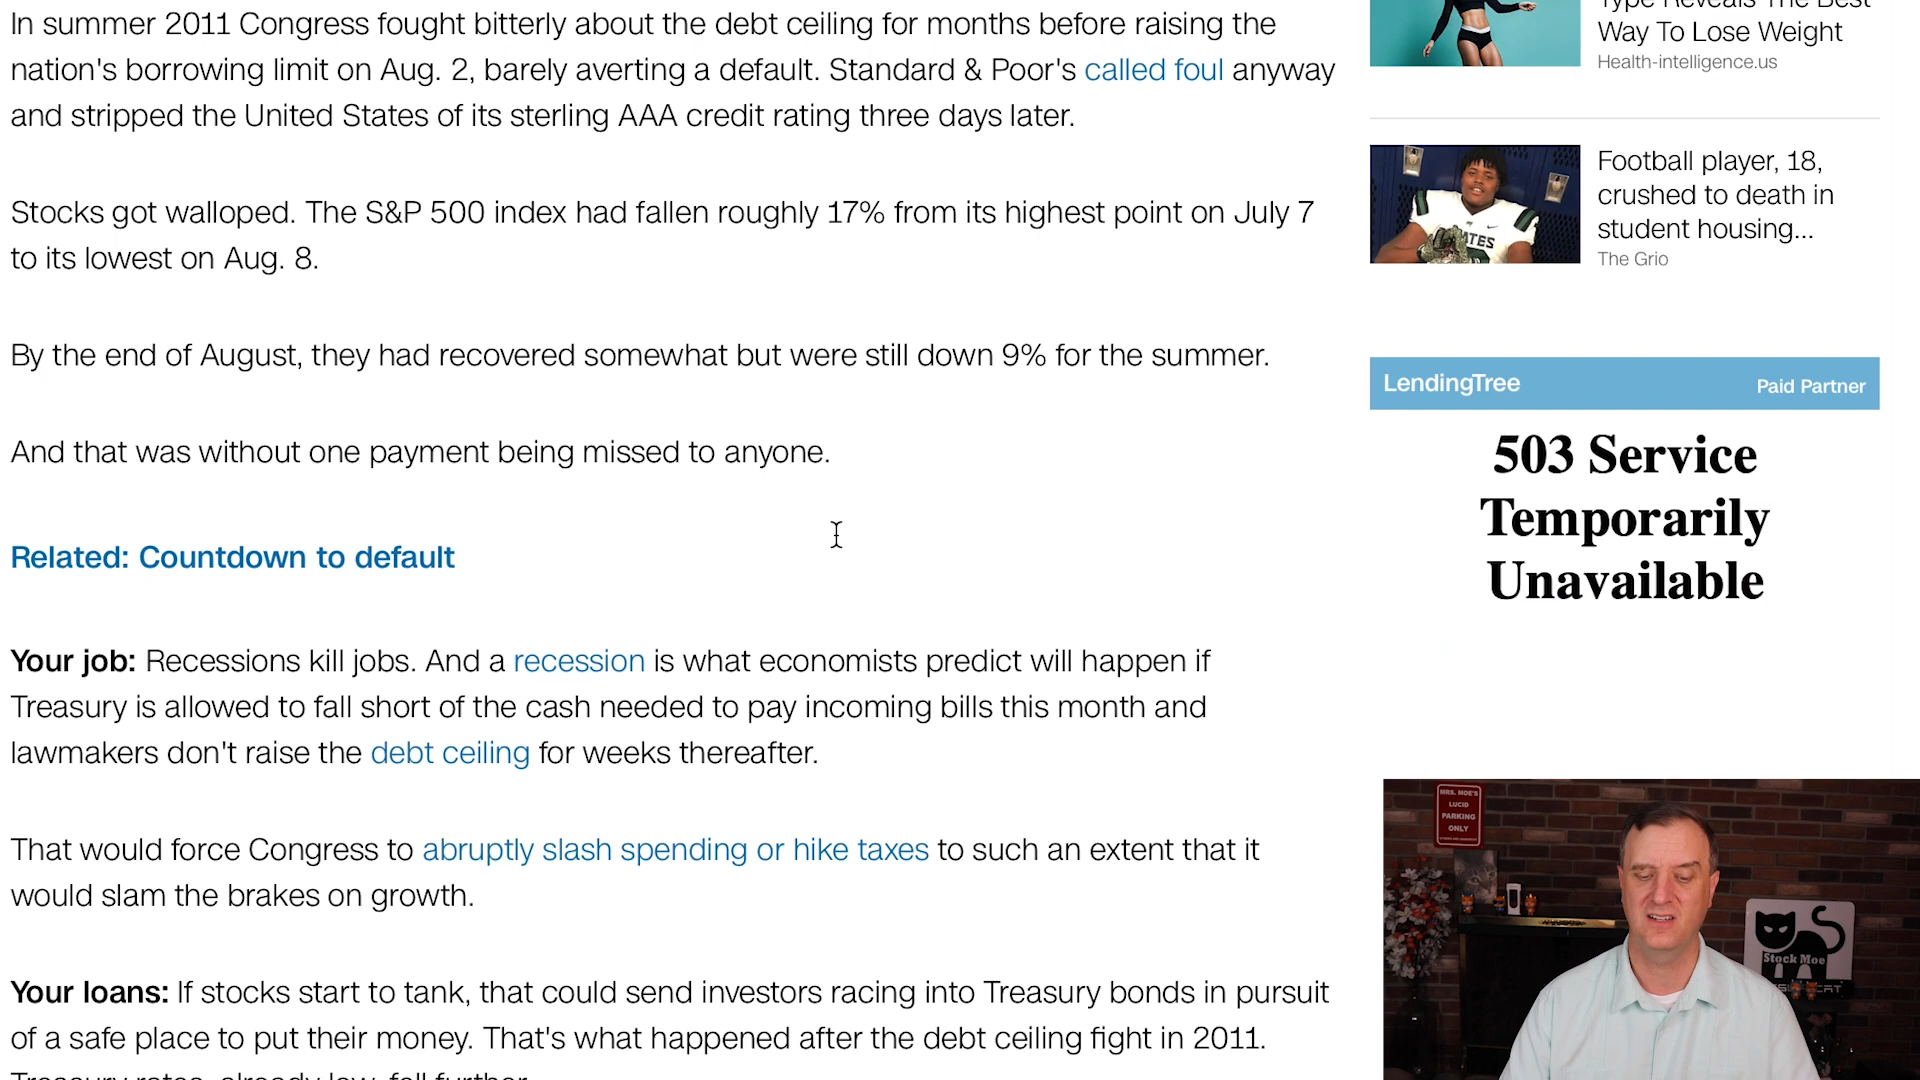 In summer 2011 Congress fought bitterly about the debt ceiling for months before raising the
nation's borrowing limit on Aug. 2, barely averting a default. Standard & Poor's called foul anyway
and stripped the United States of its sterling AAA credit rating three days later.
Stocks got walloped. The S&P 500 index had fallen roughly 17% from its highest point on July 7
to its lowest on Aug. 8.
By the end of August, they had recovered somewhat but were still down 9% for the summer.
And that was without one payment being missed to anyone.
Related: Countdown to default
Your job: Recessions kill jobs. And a recession is what economists predict will happen if
Treasury is allowed to fall short of the cash needed to pay incoming bills this month and
lawmakers don't raise the debt ceiling for weeks thereafter.
That would force Congress to abruptly slash spending or hike taxes to such an extent that it
would slam the brakes on growth.
Your loans: If stocks start to tank, that could send investors racing into Treasury bonds in pursuit
of a safe place to put their money. That's what happened after the debt ceiling fight in 2011.
Treasury rates, already low, fell further.
Type Reveals The Best
Way To Lose Weight
Health-intelligence.us
Football player, 18,
crushed to death in
student housing...
The Grio
LendingTree
Paid Partner
503 Service
Temporarily
Unavailable
MRS. MOE'S
LUCID
PARKING
ONLY
Stock Moe